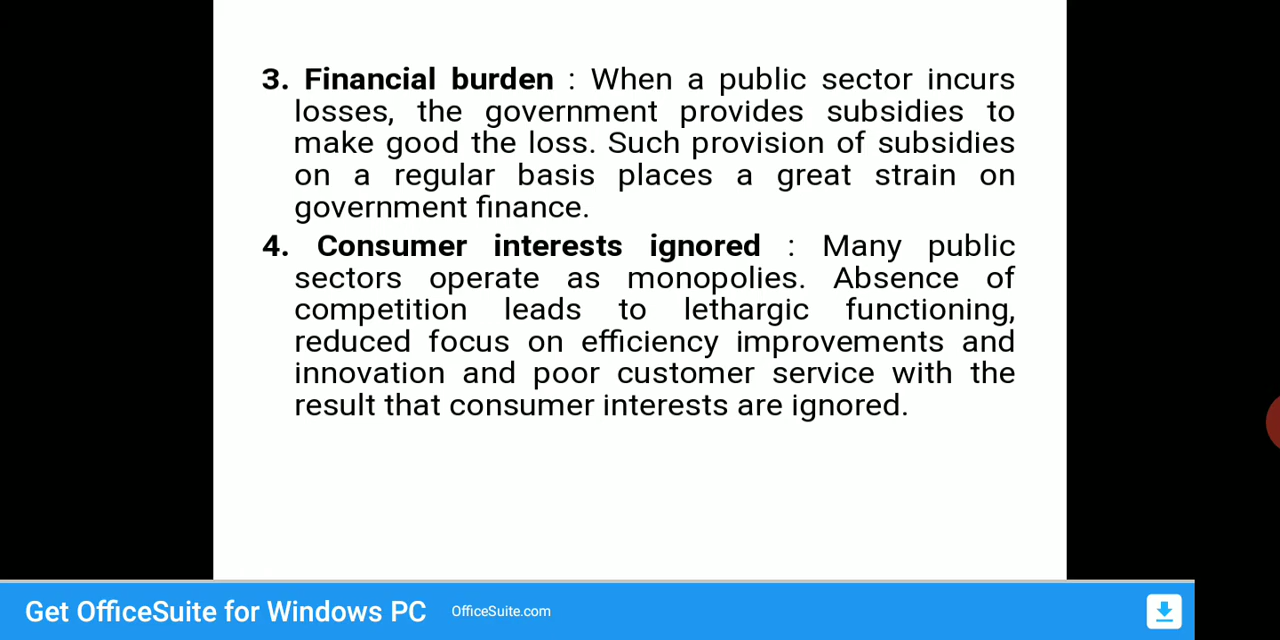 3. Financial burden : When a public sector incurs
losses, the government provides subsidies to
make good the loss. Such provision of subsidies
on a regular basis places a great strain on
government finance.
4. Consumer interests ignored : Many public
sectors operate as monopolies. Absence of
competition leads to lethargic functioning,
reduced focus on efficiency improvements and
innovation and poor customer service with the
result that consumer interests are ignored.
Get OfficeSuite for Windows PC OfficeSuite.com